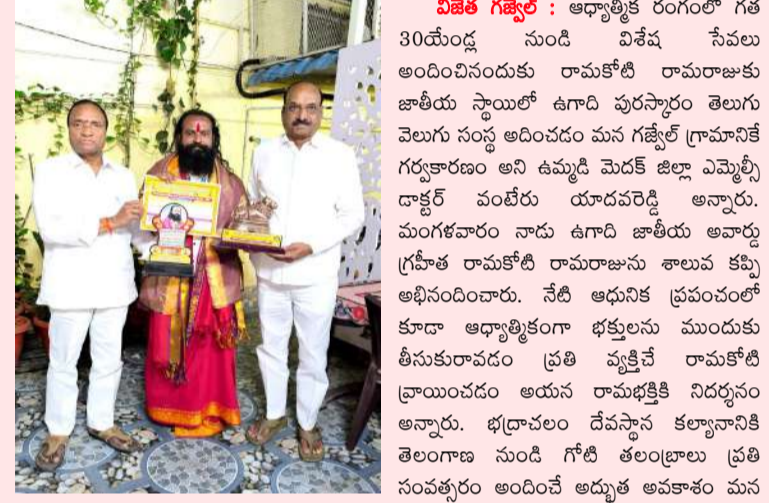 విజేత గజ్వేల్ : ఆధ్యాత్మిక రంగంలో గత
30యేండ్ల నుండి విశేష సేవలు
అందించినందుకు రామకోటి రామరాజుకు
జాతీయ స్థాయిలో ఉగాది పురస్కారం తెలుగు
వెలుగు సంస్థ అదించడం మన గజ్వేల్ గ్రామానికే
గర్వకారణం అని ఉమ్మడి మెదక్ జిల్లా ఎమ్మెల్సీ
డాక్టర్ వంటేరు యాదవరెడ్డి అన్నారు.
మంగళవారం నాడు ఉగాది జాతీయ అవార్డు
గ్రహీత రామకోటి రామరాజును శాలువ కప్పి
అభినందించారు. నేటి ఆధునిక ప్రపంచంలో
కూడా ఆధ్యాత్మికంగా భక్తులను ముందుకు
తీసుకురావడం ప్రతి వ్యక్తిచే రామకోటి
వ్రాయించడం అయన రామభక్తికి నిదర్శనం
అన్నారు. భద్రాచలం దేవస్థాన కల్యానానికి
తెలంగాణ నుండి గోటి తలంబ్రాలు ప్రతి
సంవత్సరం అందించే అద్భుత అవకాశం మన